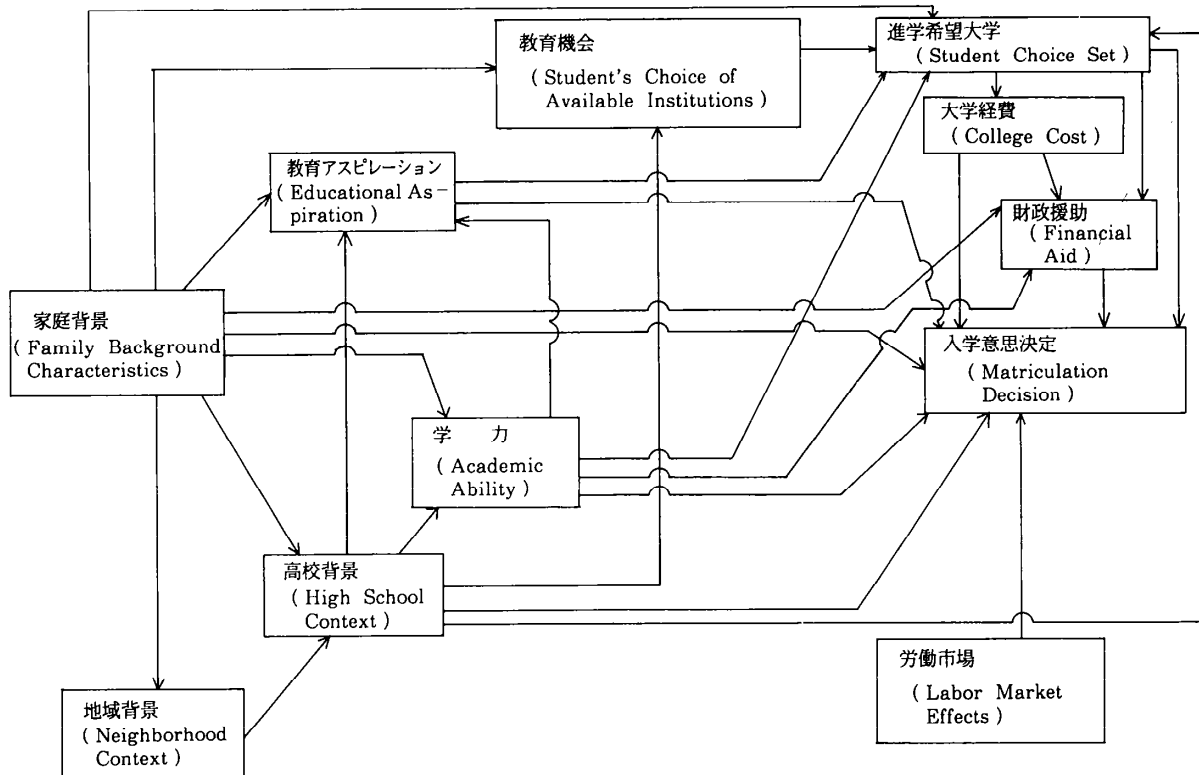 教育機会
( Student's Choice of
Available Institutions )
進学希望大学
( Student Choice Set )
大学経費
( College Cost )
教育アスピレーション
( Educational As-
piration )
財政援助
( Financial
Aid )
家庭背景
( Family Background
Characteristics )
入学意思決定
( Matriculation
Decision )
学 力
( Academic
Ability )
高校背景
( High School
Context )
労働市場
( Labor Market
Effects )
地域背景
( Neighborhood
Context )